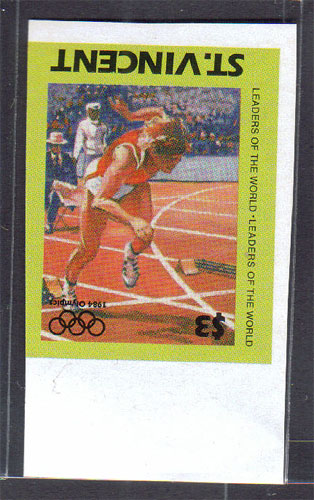 ST.VINCENT
LEADERS OF THE WORLD·LEADERS OF THE WORLD
1984 Olympics
$3